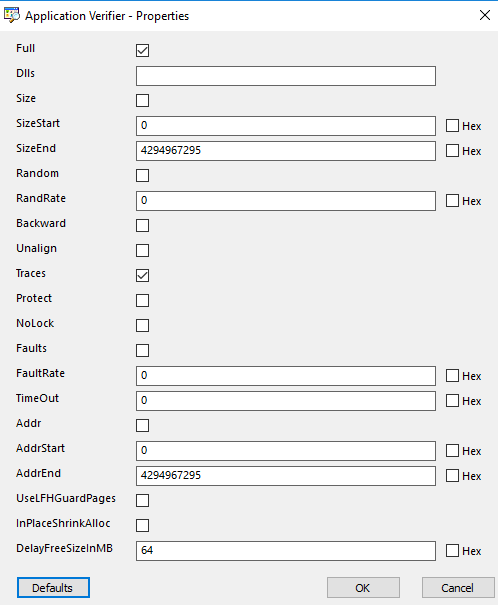 Application Verifier - Properties
Full
Dlls
Size
SizeStart 0 Hex
SizeEnd 4294967295 Hex
Random
RandRate 0 Hex
Backward
Unalign
Traces
Protect
NoLock
Faults
FaultRate 0 Hex
TimeOut 0 Hex
Addr
AddrStart 0 Hex
AddrEnd 4294967295 Hex
UseLFHGuardPages
InPlaceShrinkAlloc
DelayFreeSizeInMB 64 Hex
Defaults OK Cancel